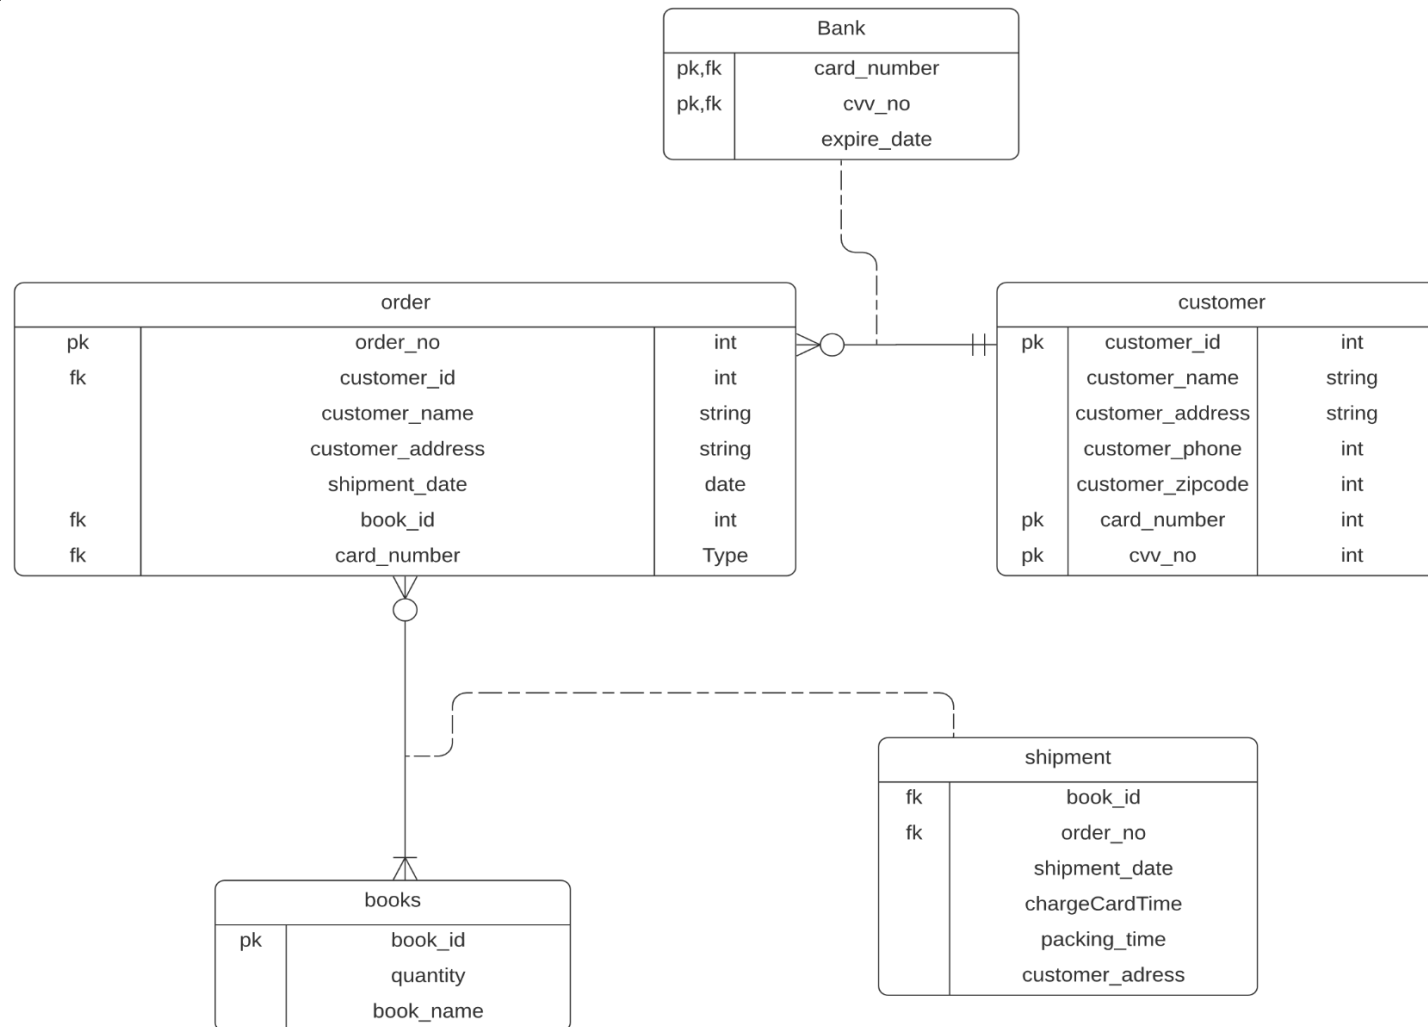 Bank
pk,fk card_number
pk,fk cvv_no
expire_date
order
pk order_no int
fk customer_id int
customer_name string
customer_address string
shipment_date date
fk book_id int
fk card_number Type
customer
pk customer_id int
customer_name string
customer_address string
customer_phone int
customer_zipcode int
pk card_number int
pk cvv_no int
shipment
fk book_id
fk order_no
shipment_date
chargeCardTime
packing_time
customer_adress
books
pk book_id
quantity
book_name